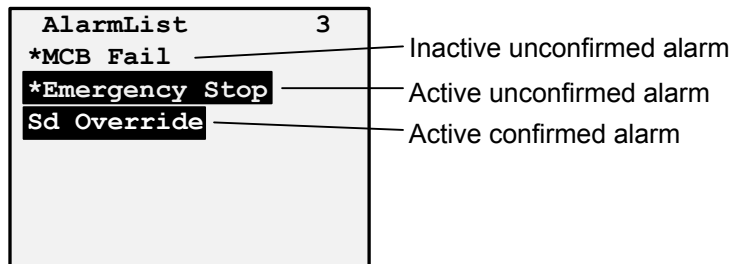 AlarmList 3
*MCB Fail
Inactive unconfirmed alarm
*Emergency Stop
Active unconfirmed alarm
Sd Override
Active confirmed alarm